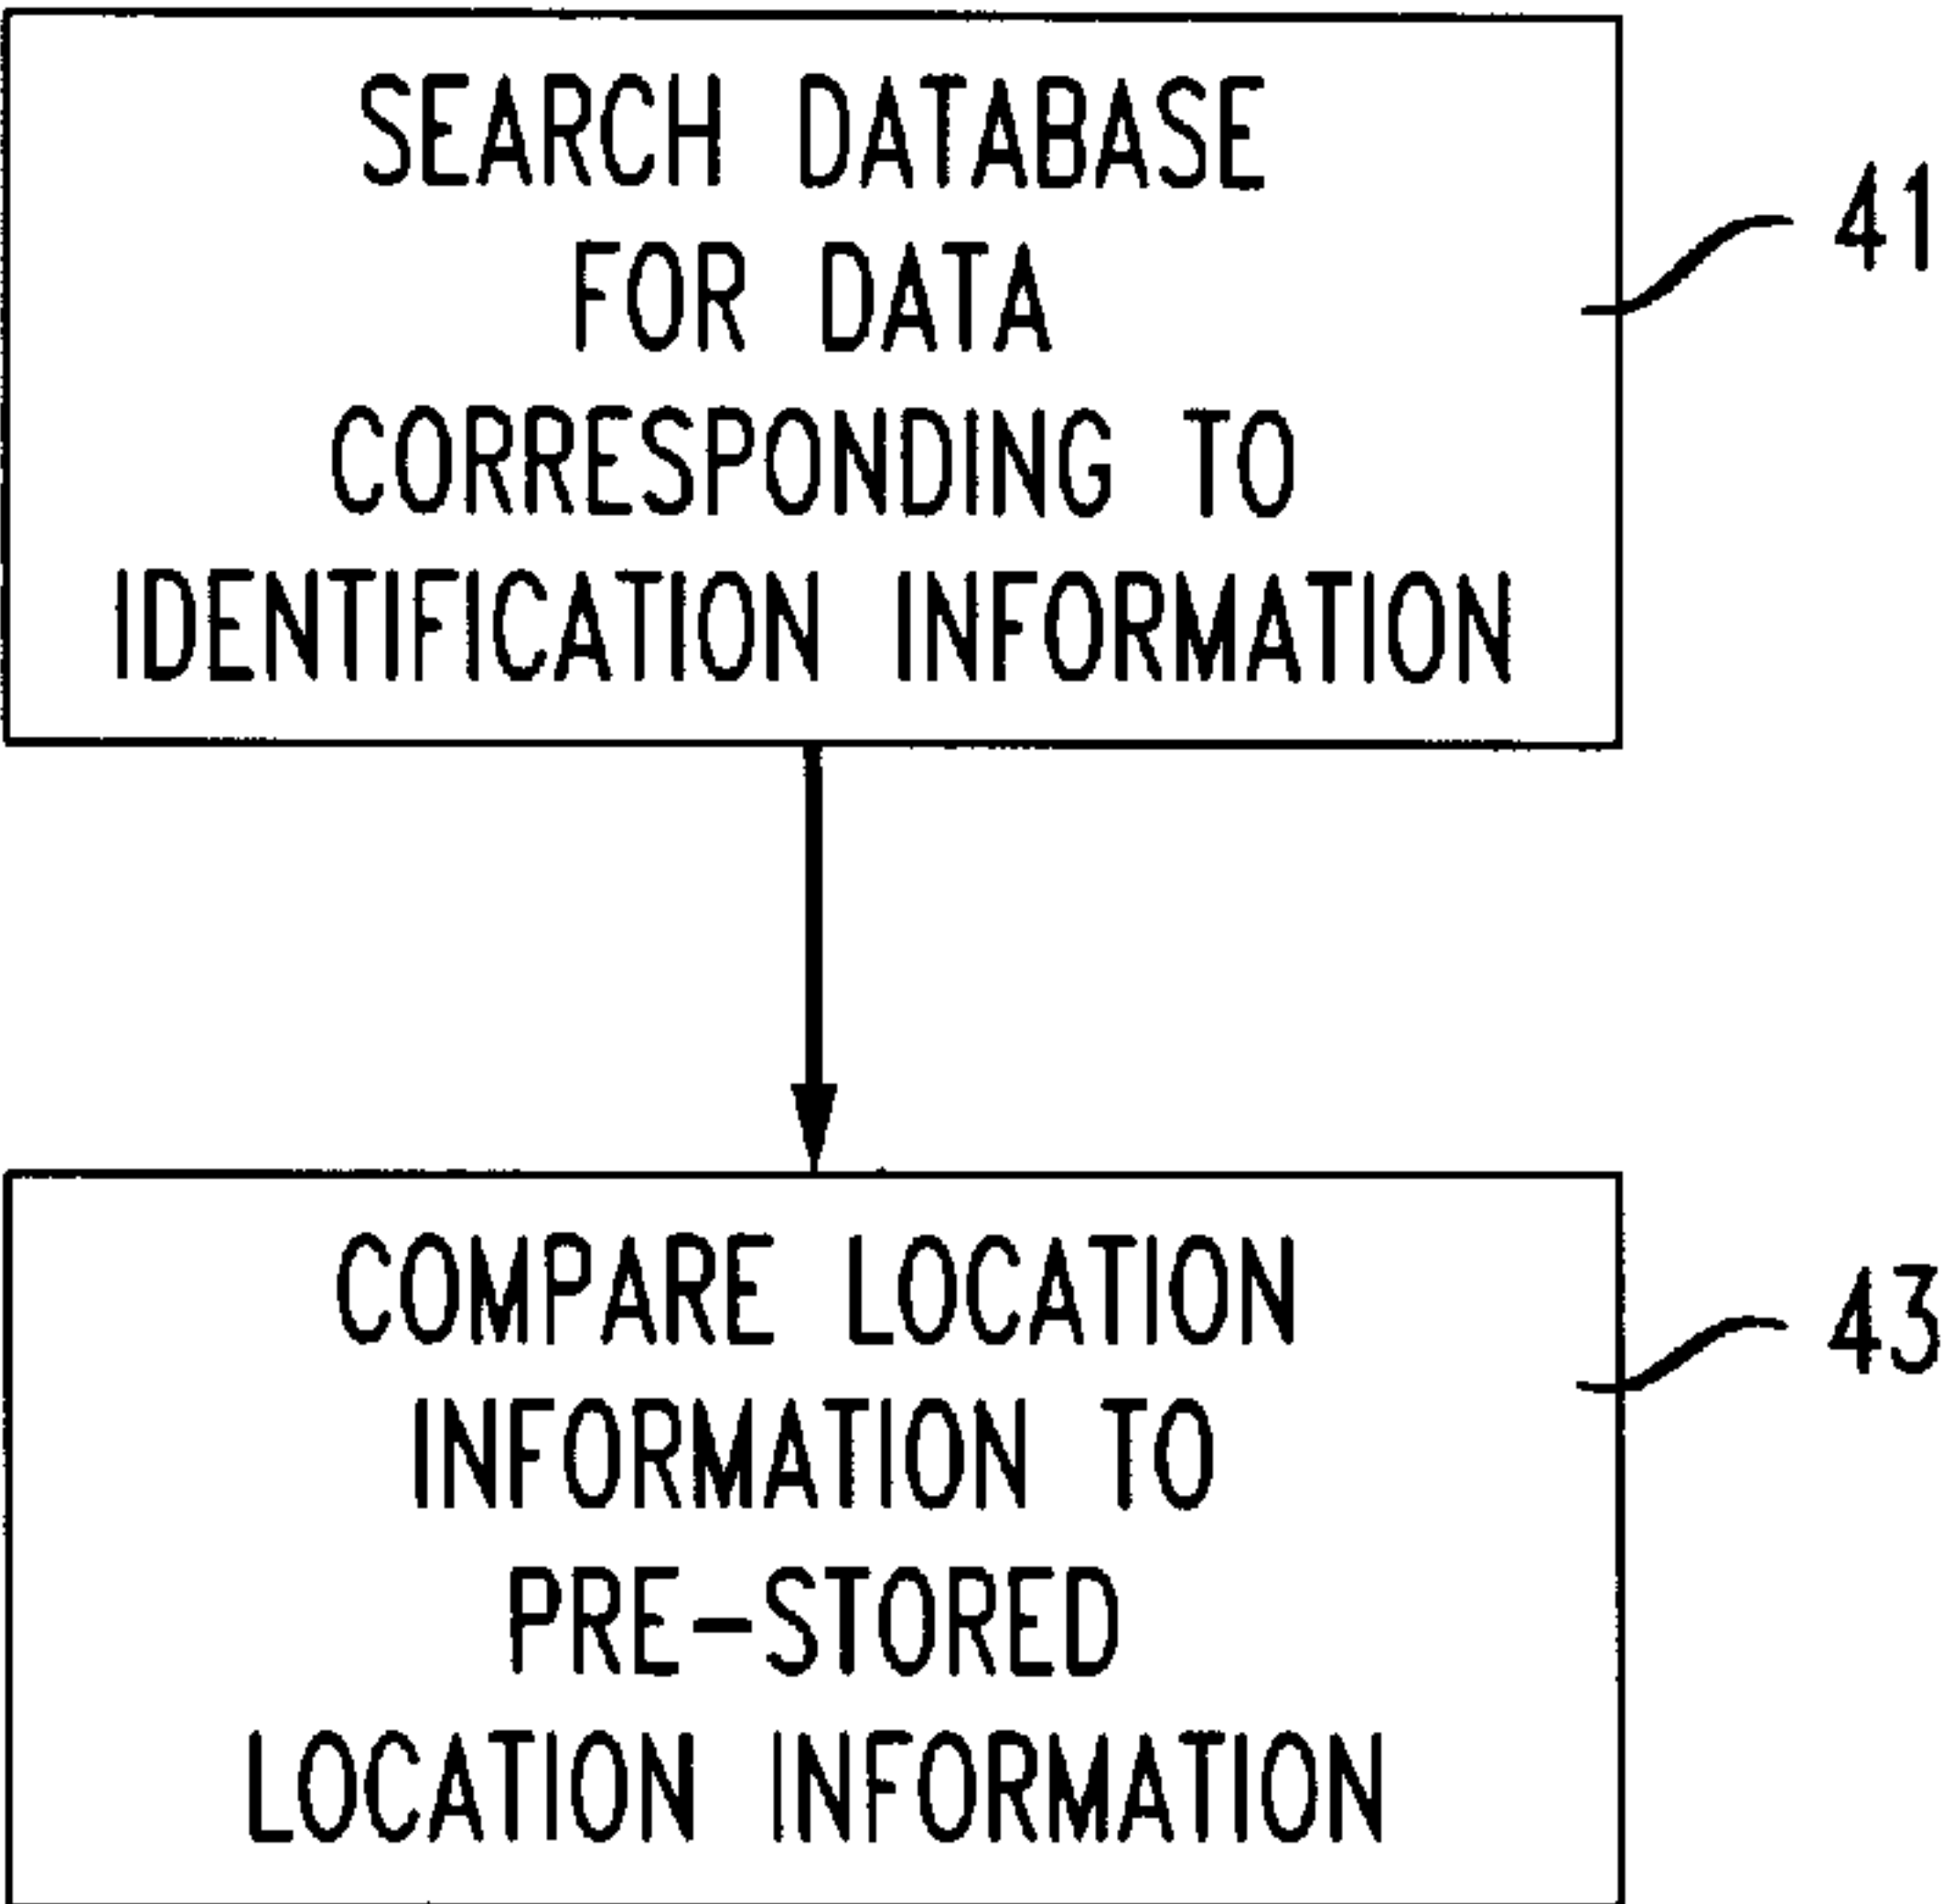 SEARCH DATABASE
FOR DATA
CORRESPONDING TO
IDENTIFICATION INFORMATION
41
COMPARE LOCATION
INFORMATION TO
PRE-STORED
LOCATION INFORMATION
43